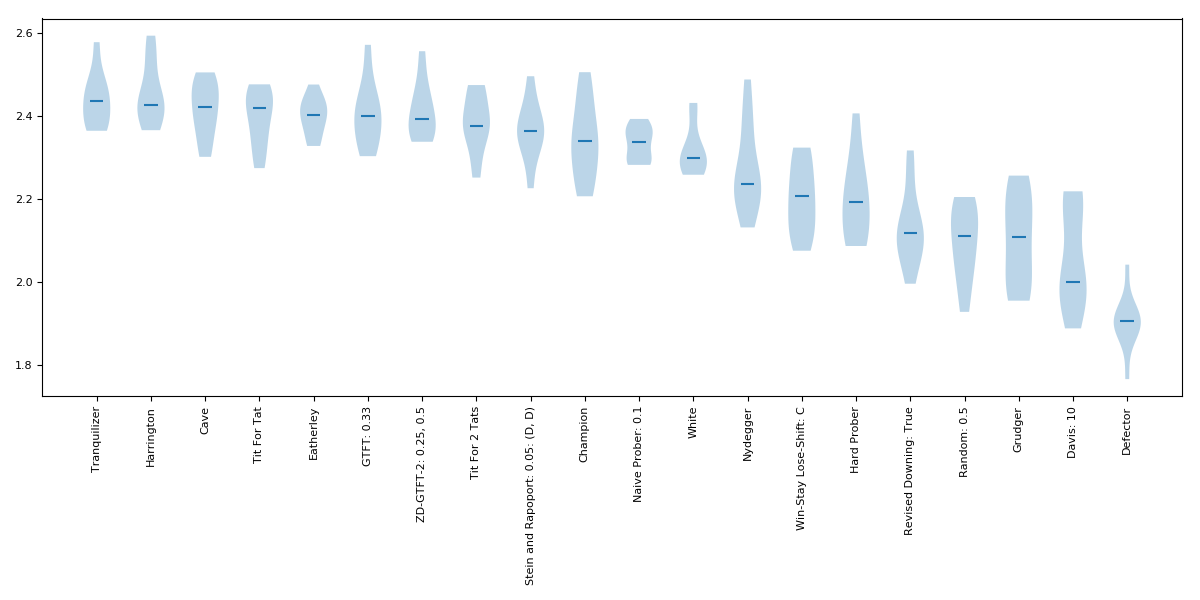 2.6
2.4
2.2
2.0
1.8
Tranquilizer
Harrington
Cave
Tit For Tat
Eatherley
GTFT: 0.33
ZD-GTFT-2: 0.25, 0.5
Tit For 2 Tats
Stein and Rapoport: 0.05: (D, D)
Champion
Naive Prober: 0.1
White
Nydegger
Win-Stay Lose-Shift: C
Hard Prober
Revised Downing: True
Random: 0.5
Grudger
Davis: 10
Defector